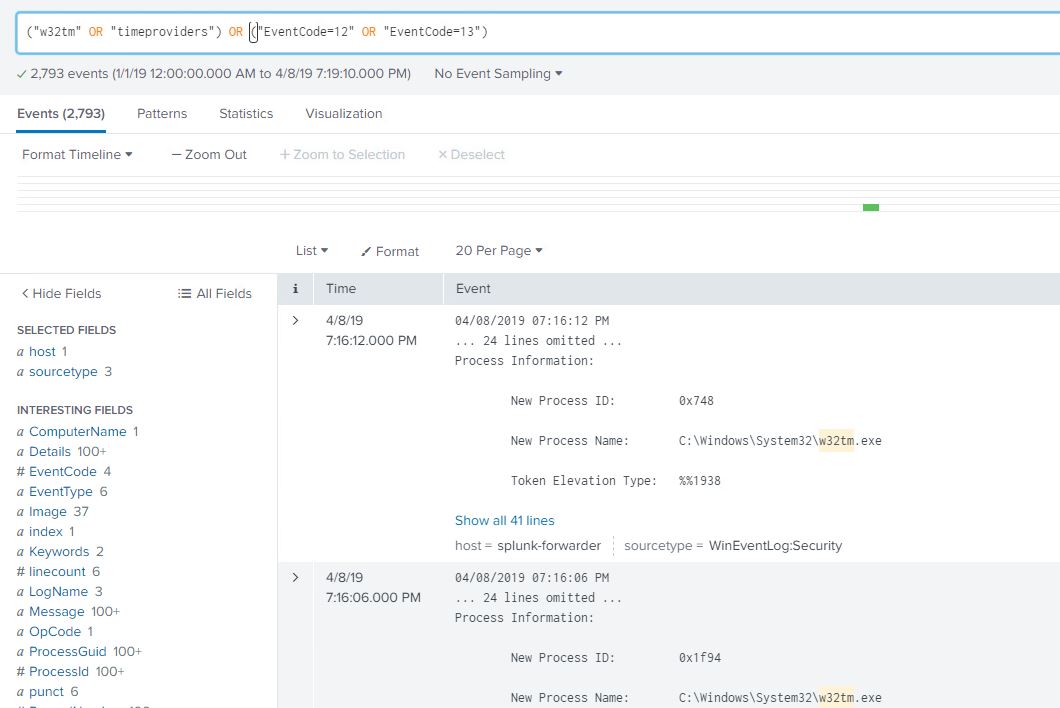 ("w32tm" OR "timeproviders") OR ("EventCode=12" OR "EventCode=13")
✓ 2,793 events (1/1/19 12:00:00.000 AM to 4/8/19 7:19:10.000 PM) No Event Sampling ▾
Events (2,793) Patterns Statistics Visualization
Format Timeline ▾ — Zoom Out + Zoom to Selection × Deselect
List ▾ Format 20 Per Page ▾
< Hide Fields All Fields
i Time Event
SELECTED FIELDS
a host 1
a sourcetype 3
INTERESTING FIELDS
a ComputerName 1
a Details 100+
# EventCode 4
a EventType 6
a Image 37
a index 1
a Keywords 2
# linecount 6
a LogName 3
a Message 100+
a OpCode 1
a ProcessGuid 100+
# ProcessId 100+
a punct 6
> 4/8/19 04/08/2019 07:16:12 PM
7:16:12.000 PM ... 24 lines omitted ...
Process Information:
New Process ID: 0x748
New Process Name: C:\Windows\System32\w32tm.exe
Token Elevation Type: %%1938
Show all 41 lines
host = splunk-forwarder sourcetype = WinEventLog:Security
> 4/8/19 04/08/2019 07:16:06 PM
7:16:06.000 PM ... 24 lines omitted ...
Process Information:
New Process ID: 0x1f94
New Process Name: C:\Windows\System32\w32tm.exe